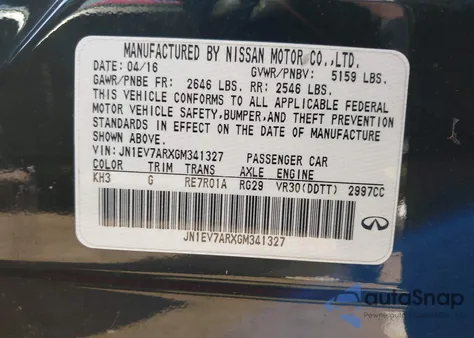 MANUFACTURED BY NISSAN MOTOR CO.,LTD.
DATE: 04/16 GVWR/PNBV: 5159 LBS.
GAWR/PNBE FR: 2646 LBS. RR: 2546 LBS.
THIS VEHICLE CONFORMS TO ALL APPLICABLE FEDERAL
MOTOR VEHICLE SAFETY,BUMPER,AND THEFT PREVENTION
STANDARDS IN EFFECT ON THE DATE OF MANUFACTURE
SHOWN ABOVE.
VIN: JN1EV7ARXGM341327 PASSENGER CAR
COLOR TRIM TRANS AXLE ENGINE
KH3 G RE7R01A RG29 VR30(DDTT) 2997CC
JN1EV7ARXGM341327
autoSnap